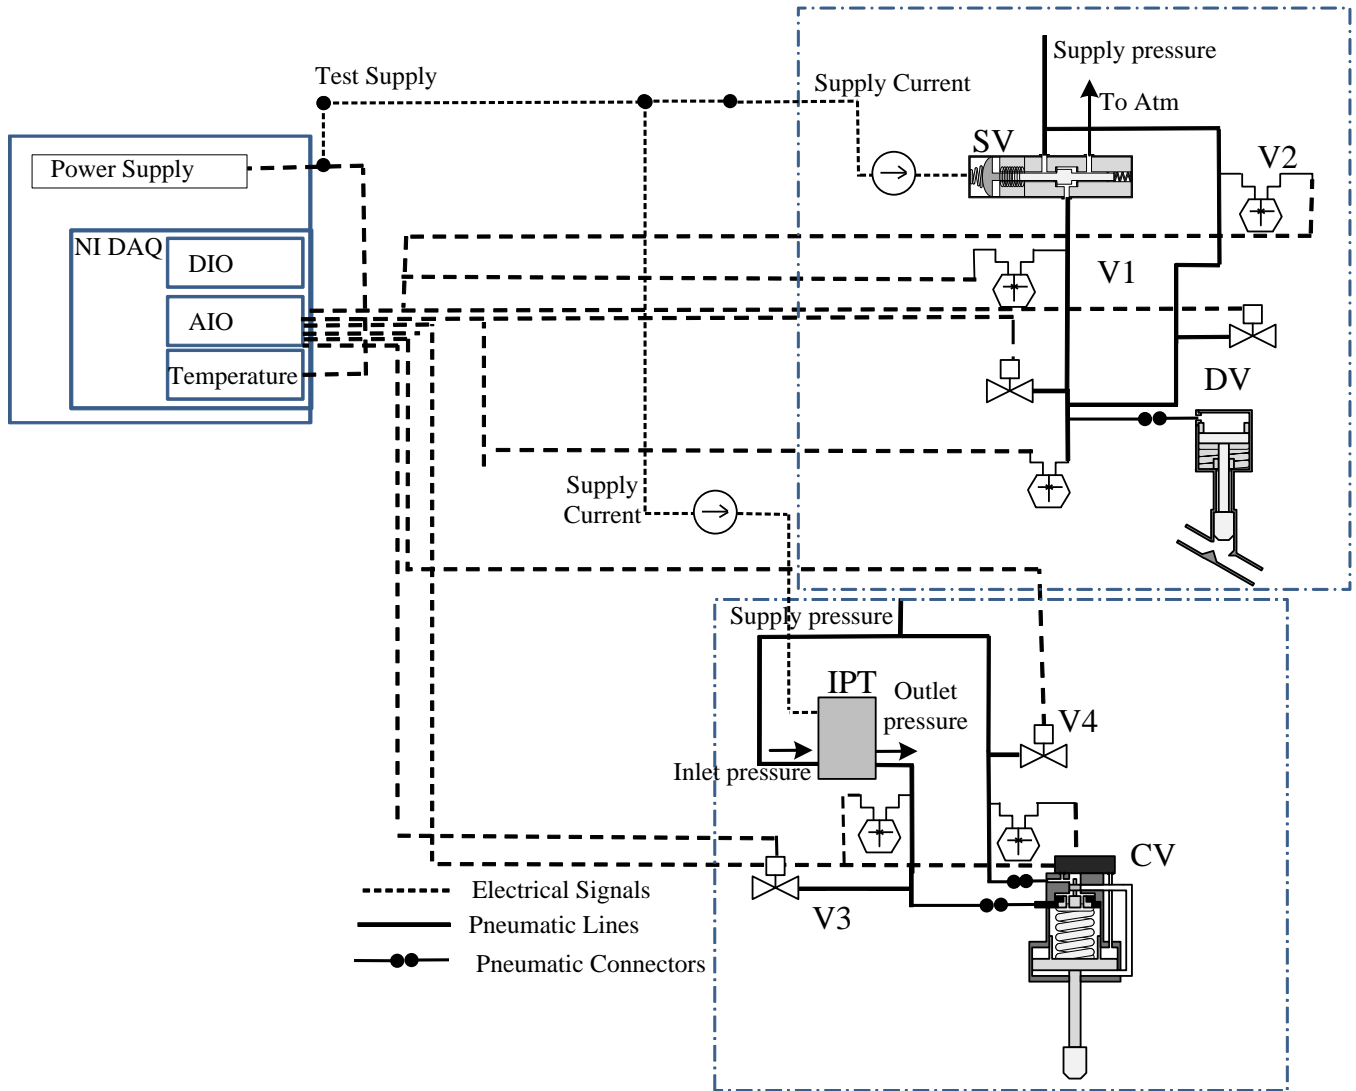 Test Supply
Supply Current
Supply pressure
To Atm
SV
V2
Power Supply
NI DAQ
DIO
AIO
Temperature
V1
DV
Supply
Current
Supply pressure
IPT
Outlet
pressure
V4
Inlet pressure
CV
V3
Electrical Signals
Pneumatic Lines
Pneumatic Connectors